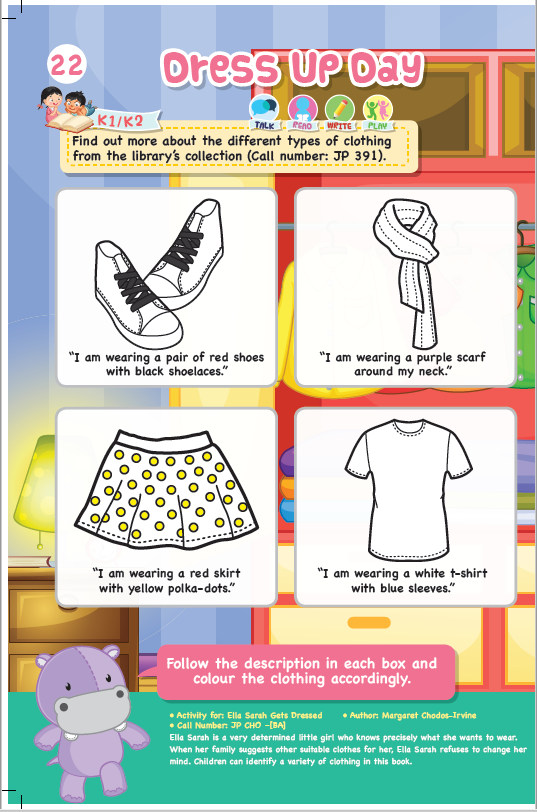 22
Dress Up Day
K1/K2
TALK READ WRITE PLAY
Find out more about the different types of clothing
from the library's collection (Call number: JP 391).
"I am wearing a pair of red shoes
with black shoelaces."
"I am wearing a purple scarf
around my neck."
"I am wearing a red skirt
with yellow polka-dots."
"I am wearing a white t-shirt
with blue sleeves."
Follow the description in each box and
colour the clothing accordingly.
• Activity for: Ella Sarah Gets Dressed • Author: Margaret Chodos-Irvine
• Call Number: JP CHO -[BA]
Ella Sarah is a very determined little girl who knows precisely what she wants to wear.
When her family suggests other suitable clothes for her, Ella Sarah refuses to change her
mind. Children can identify a variety of clothing in this book.